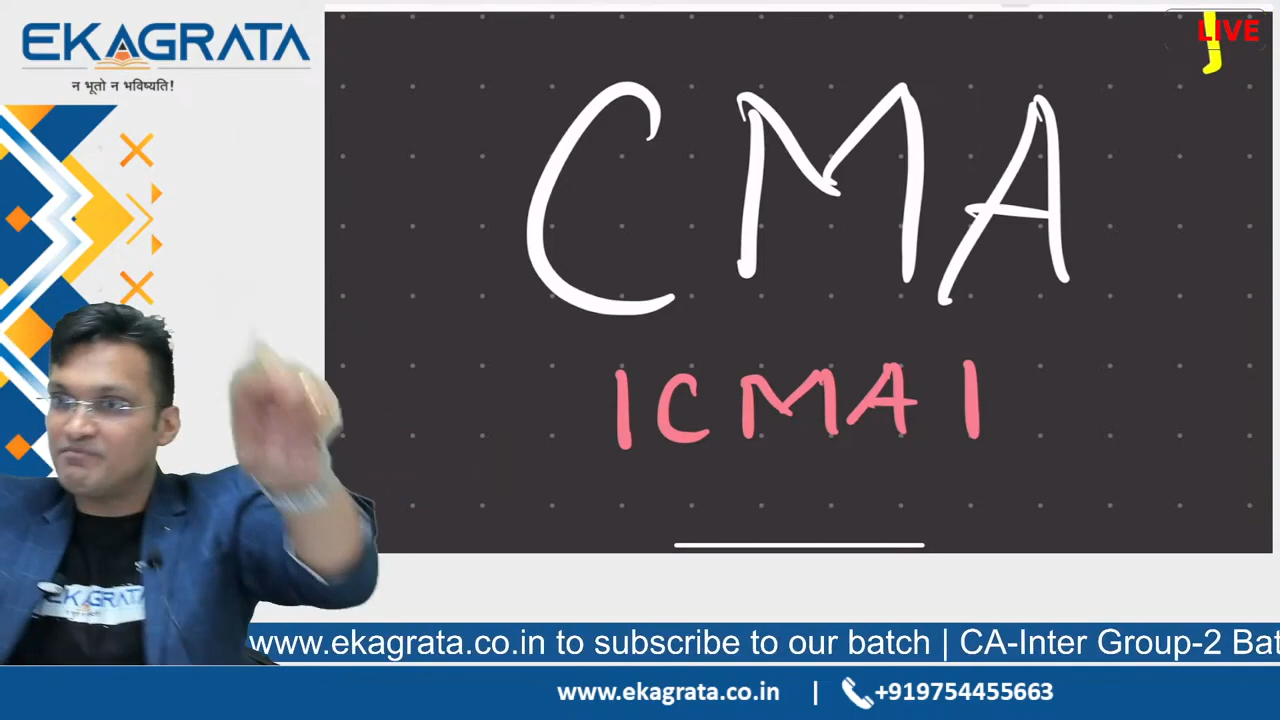 EKAGRATA
न भूतो न भविष्यति!
LIVE
CMA
ICMAI
EKAGRATA
www.ekagrata.co.in to subscribe to our batch | CA-Inter Group-2 Bat
www.ekagrata.co.in | +919754455663